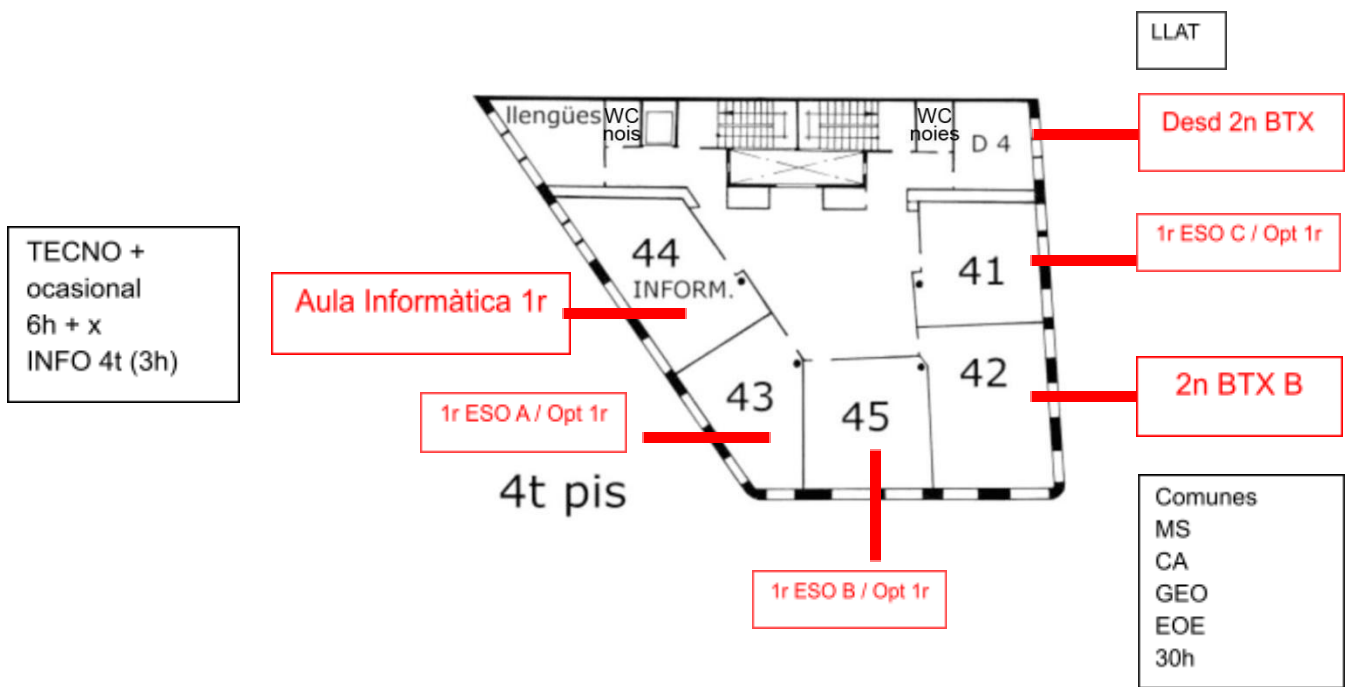 LLAT
llengües
WC
nois
WC
noies
D 4
Desd 2n BTX
1r ESO C / Opt 1r
TECNO +
ocasional
6h + x
INFO 4t (3h)
Aula Informàtica 1r
44
INFORM.
41
42
2n BTX B
43
45
1r ESO A / Opt 1r
4t pis
1r ESO B / Opt 1r
Comunes
MS
CA
GEO
EOE
30h